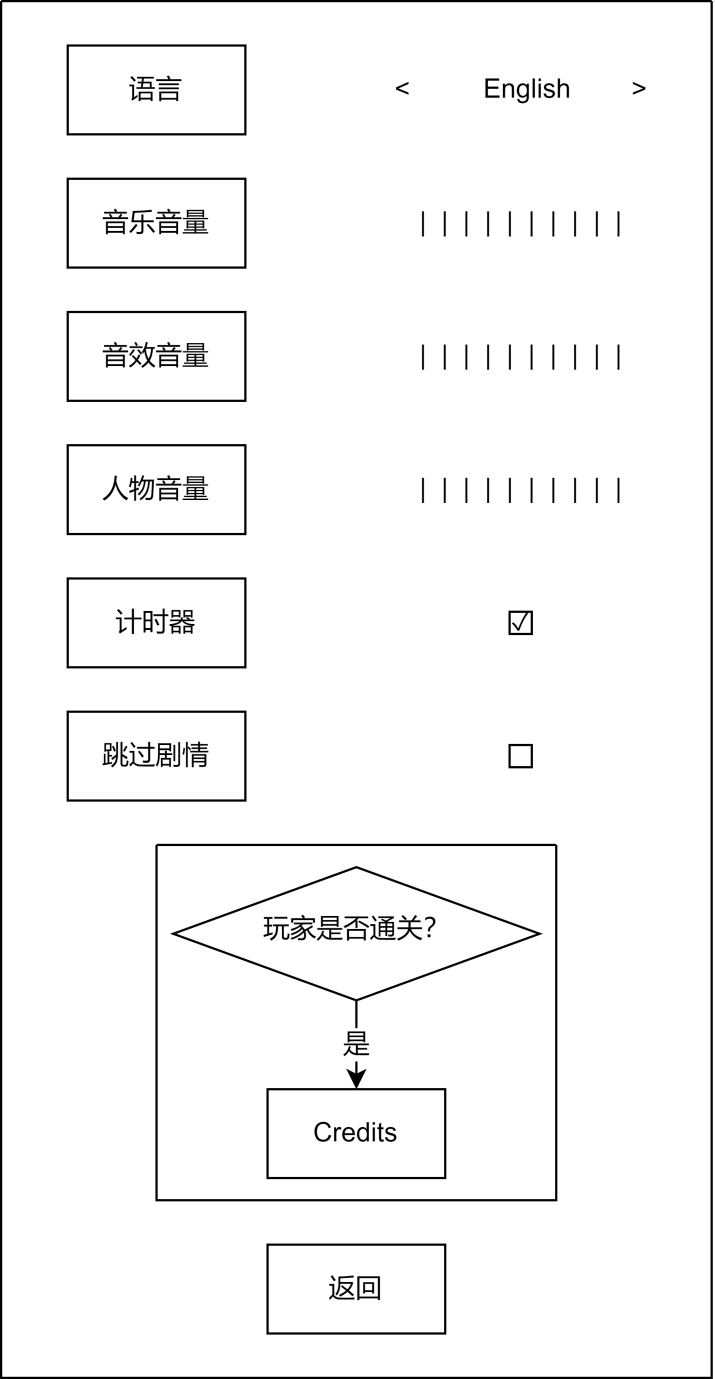 语言 < English >
音乐音量 | | | | | | | | | |
音效音量 | | | | | | | | | |
人物音量 | | | | | | | | | |
计时器 ☑
跳过剧情 ☐
玩家是否通关?
是
Credits
返回